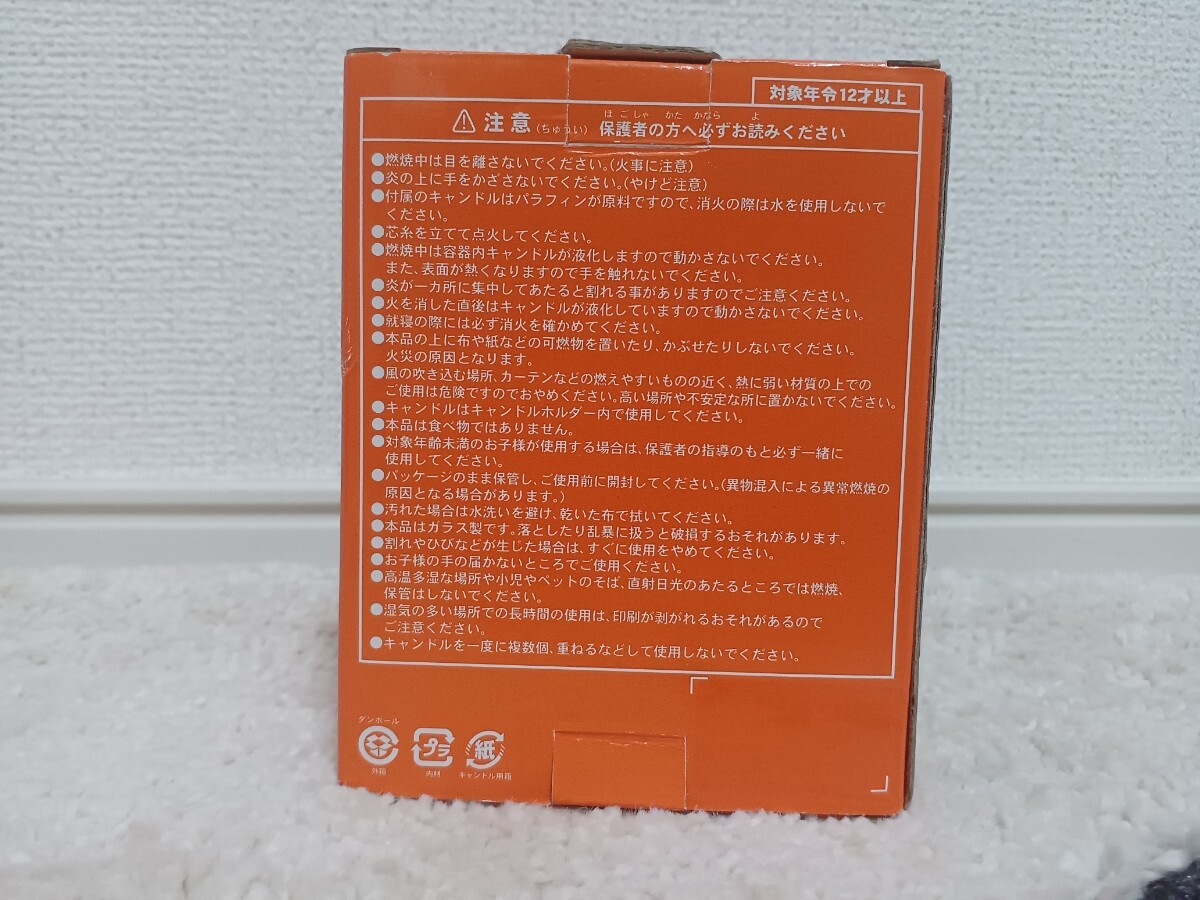 対象年令12才以上
⚠注意(ちゅうい) 保護者の方へ必ずお読みください
ほごしゃ かた かなら よ
●燃焼中は目を離さないでください。(火事に注意)
●炎の上に手をかざさないでください。(やけど注意)
●付属のキャンドルはパラフィンが原料ですので、消火の際は水を使用しないで
ください。
●芯糸を立てて点火してください。
●燃焼中は容器内キャンドルが液化しますので動かさないでください。
また、表面が熱くなりますので手を触れないでください。
●炎が一カ所に集中してあたると割れる事がありますのでご注意ください。
●火を消した直後はキャンドルが液化していますので動かさないでください。
●就寝の際には必ず消火を確かめてください。
●本品の上に布や紙などの可燃物を置いたり、かぶせたりしないでください。
火災の原因となります。
●風の吹き込む場所、カーテンなどの燃えやすいものの近く、熱に弱い材質の上での
ご使用は危険ですのでおやめください。高い場所や不安定な所に置かないでください。
●キャンドルはキャンドルホルダー内で使用してください。
●本品は食べ物ではありません。
●対象年齢未満のお子様が使用する場合は、保護者の指導のもと必ず一緒に
使用してください。
●パッケージのまま保管し、ご使用前に開封してください。(異物混入による異常燃焼の
原因となる場合があります。)
●汚れた場合は水洗いを避け、乾いた布で拭いてください。
●本品はガラス製です。落としたり乱暴に扱うと破損するおそれがあります。
●割れやひびなどが生じた場合は、すぐに使用をやめてください。
●お子様の手の届かないところでご使用ください。
●高温多湿な場所や小児やペットのそば、直射日光のあたるところでは燃焼、
保管はしないでください。
●湿気の多い場所での長時間の使用は、印刷が剥がれるおそれがあるので
ご注意ください。
●キャンドルを一度に複数個、重ねるなどして使用しないでください。
ダンボール
プラ 紙
外箱 内材 キャンドル用箱